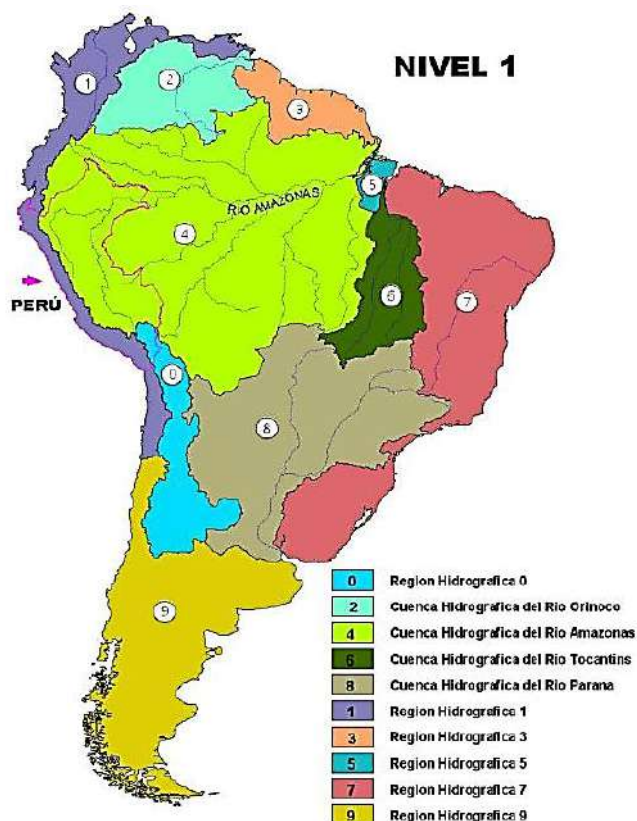 NIVEL 1
1
2
3
RIO AMAZONAS
5
4
PERÚ
6
7
0
8
9
0 Region Hidrografica 0
2 Cuenca Hidrografica del Rio Orinoco
4 Cuenca Hidrografica del Rio Amazonas
6 Cuenca Hidrografica del Rio Tocantins
8 Cuenca Hidrografica del Rio Parana
1 Region Hidrografica 1
3 Region Hidrografica 3
5 Region Hidrografica 5
7 Region Hidrografica 7
9 Region Hidrografica 9